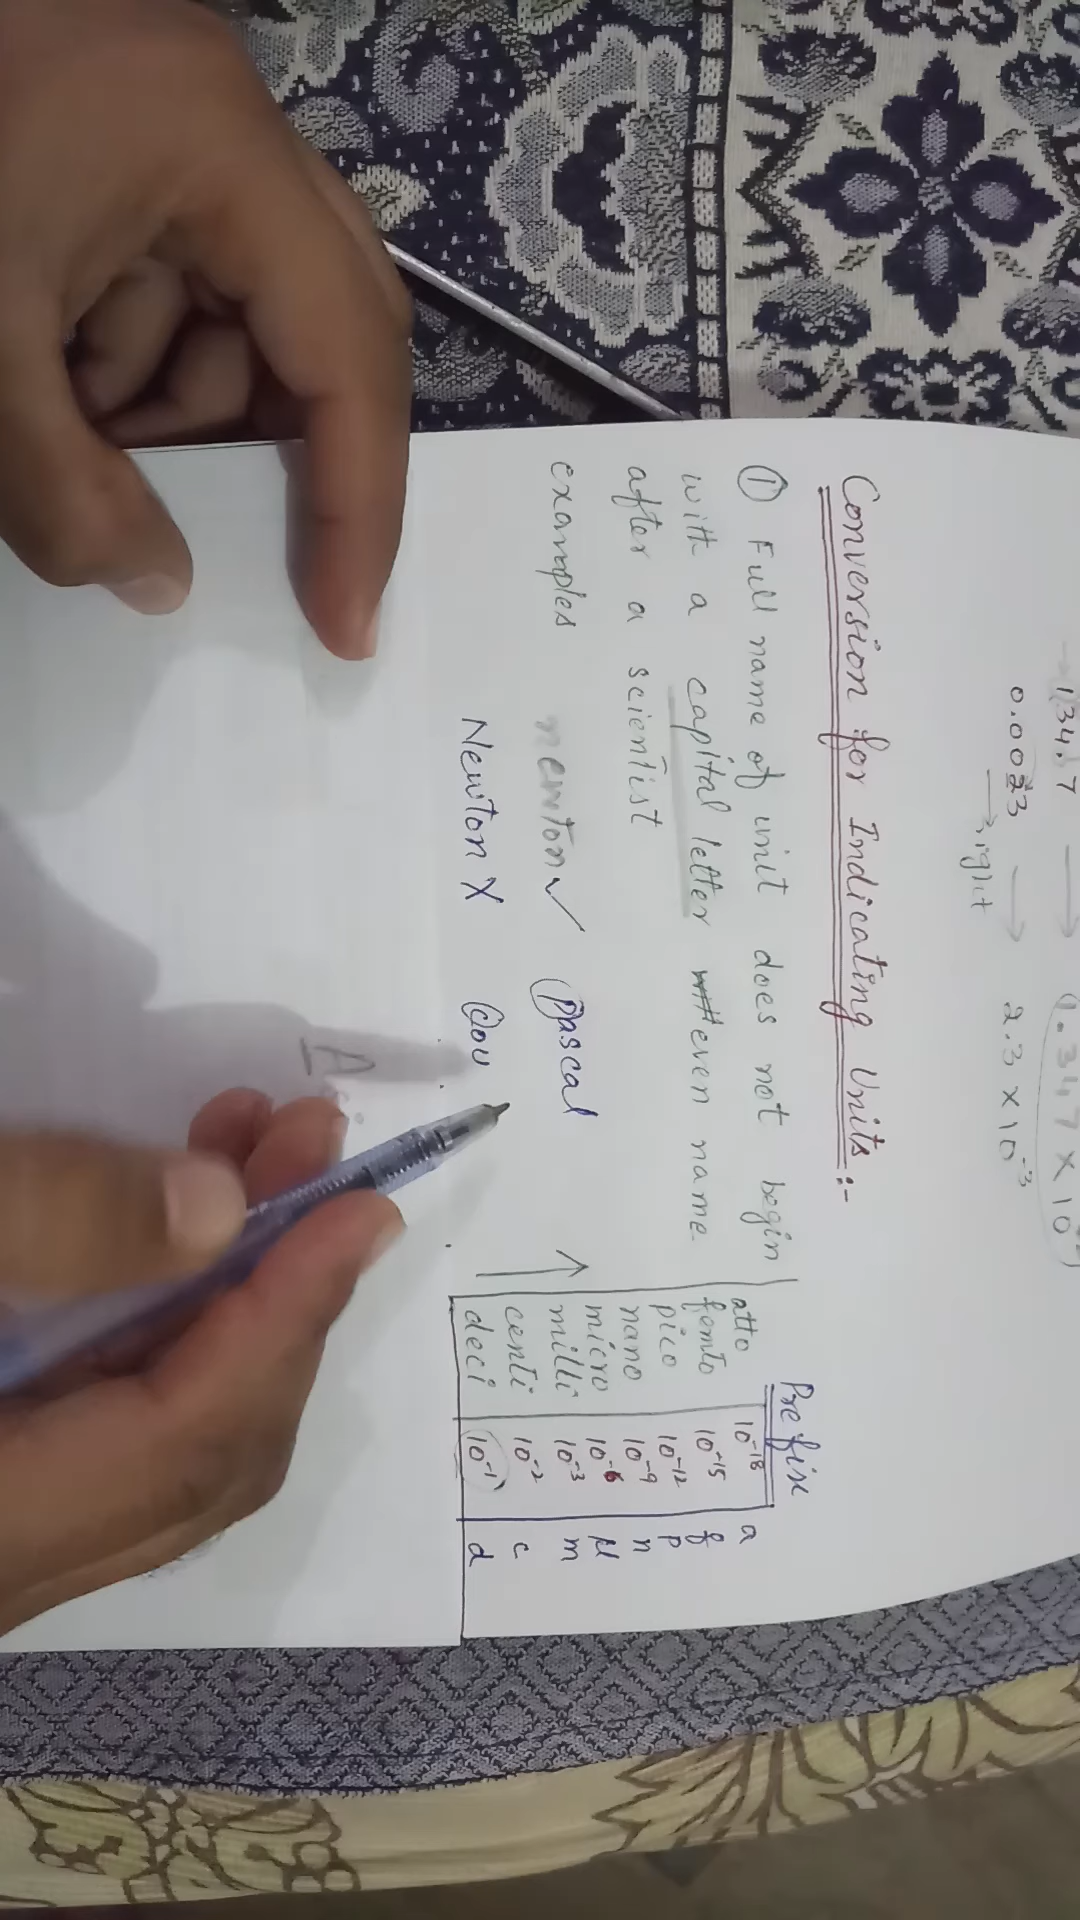 134.7 → 1.347 × 10
0.0023 → 2.3 × 10⁻³
→ right
Conversion for Indicating Units :-
① Full name of unit does not begin
with a capital letter even name
after a scientist
examples newton ✓ pascal
Newton X cou
Prefix
atto 10⁻¹⁸ a
femto 10⁻¹⁵ f
pico 10⁻¹² p
nano 10⁻⁹ n
micro 10⁻⁶ μ
milli 10⁻³ m
centi 10⁻² c
deci 10⁻¹ d